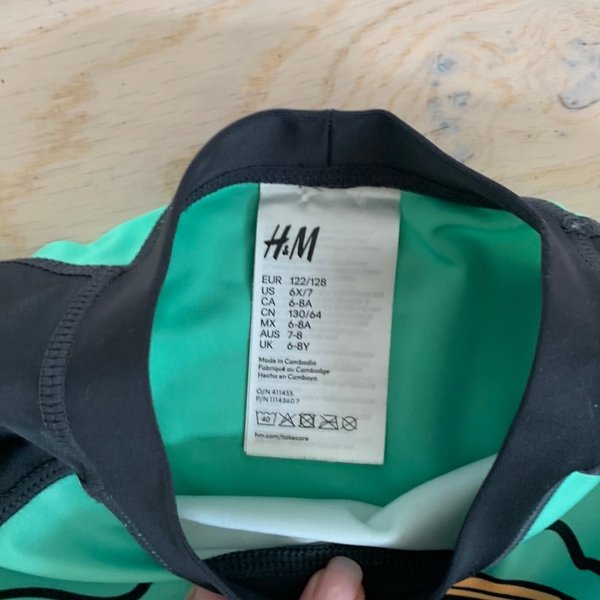 H&M
EUR 122/128
US 6X/7
CA 6-8A
CN 130/64
MX 6-8A
AUS 7-8
UK 6-8Y
Made in Cambodia
Fabriqué au Cambodge
Hecho en Camboya
O/N 411455
P/N 1114360 7
40
hm.com/takecare